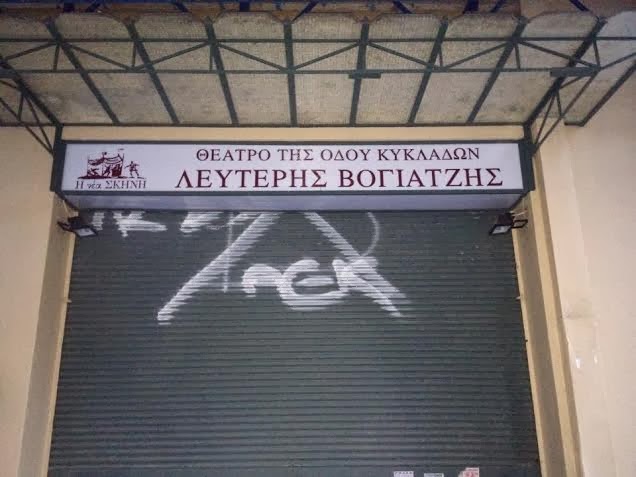 ΘΕΑΤΡΟ ΤΗΣ ΟΔΟΥ ΚΥΚΛΑΔΩΝ
ΛΕΥΤΕΡΗΣ ΒΟΓΙΑΤΖΗΣ
Η νέα ΣΚΗΝΗ